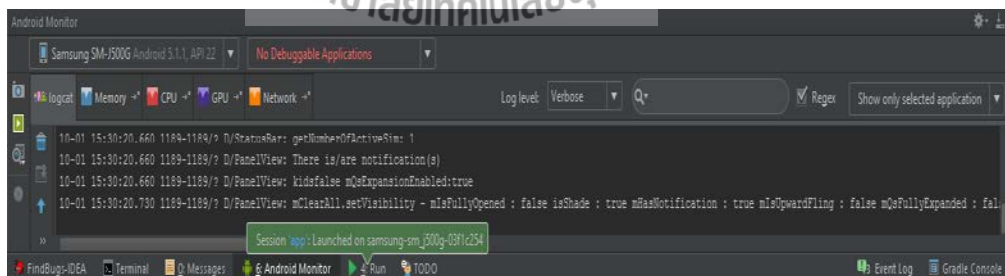 Android Monitor
Samsung SM-J500G Android 5.1.1, API 22
No Debuggable Applications
logcat Memory CPU GPU Network Log level: Verbose Regex Show only selected application
10-01 15:30:20.660 1189-1189/? D/StatusBar: getNumberOfActiveSim: 1
10-01 15:30:20.660 1189-1189/? D/PanelView: There is/are notification(s)
10-01 15:30:20.660 1189-1189/? D/PanelView: kidsfalse mQsExpansionEnabled:true
10-01 15:30:20.730 1189-1189/? D/PanelView: mClearAll.setVisibility - mIsFullyOpened : false isShade : true mHasNotification : true mIsUpwardFling : false mQsFullyExpanded : fal
Session 'app': Launched on samsung-sm_j500g-03f1c254
FindBugs-IDEA Terminal 0: Messages 6: Android Monitor 4: Run TODO Event Log Gradle Console